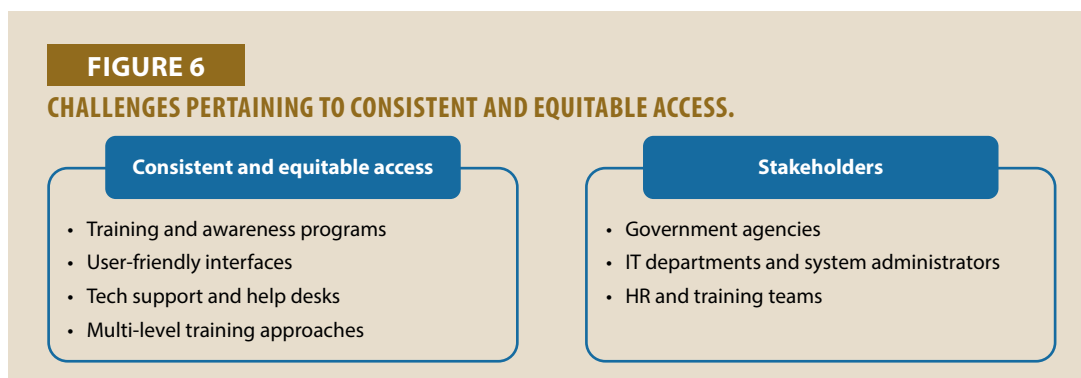 FIGURE 6
CHALLENGES PERTAINING TO CONSISTENT AND EQUITABLE ACCESS.
Consistent and equitable access
• Training and awareness programs
• User-friendly interfaces
• Tech support and help desks
• Multi-level training approaches
Stakeholders
• Government agencies
• IT departments and system administrators
• HR and training teams